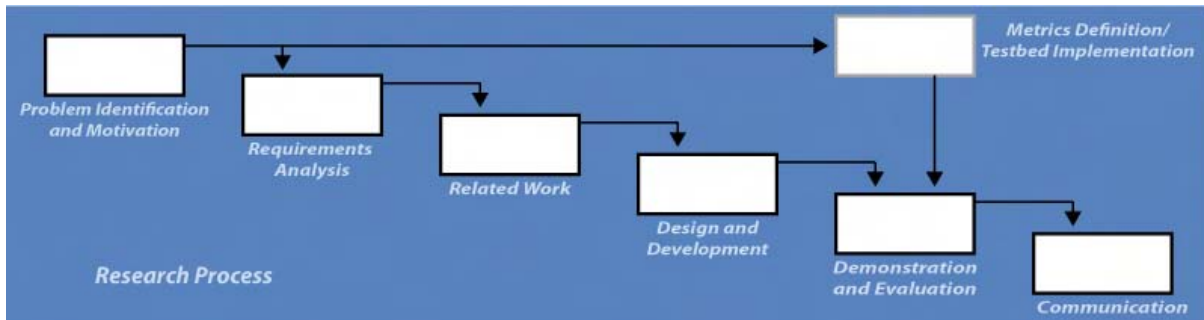 Metrics Definition/
Testbed Implementation
Problem Identification
and Motivation
Requirements
Analysis
Related Work
Design and
Development
Demonstration
and Evaluation
Communication
Research Process